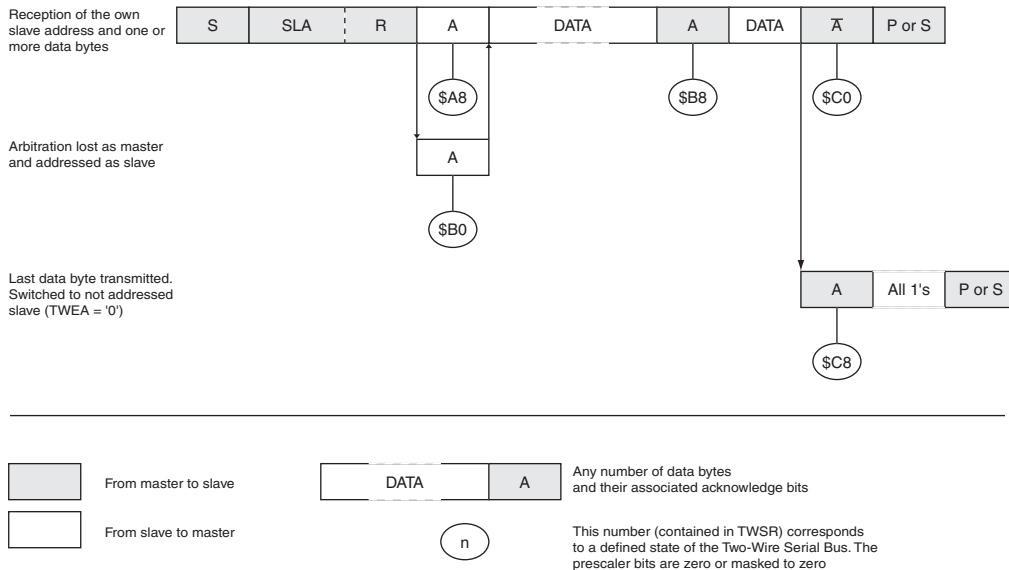 Reception of the own
slave address and one or
more data bytes
S SLA R A DATA A DATA A̅ P or S
$A8 $B8 $C0
Arbitration lost as master
and addressed as slave
A
$B0
Last data byte transmitted.
Switched to not addressed
slave (TWEA = '0')
A All 1's P or S
$C8
From master to slave
DATA A
Any number of data bytes
and their associated acknowledge bits
From slave to master
n
This number (contained in TWSR) corresponds
to a defined state of the Two-Wire Serial Bus. The
prescaler bits are zero or masked to zero